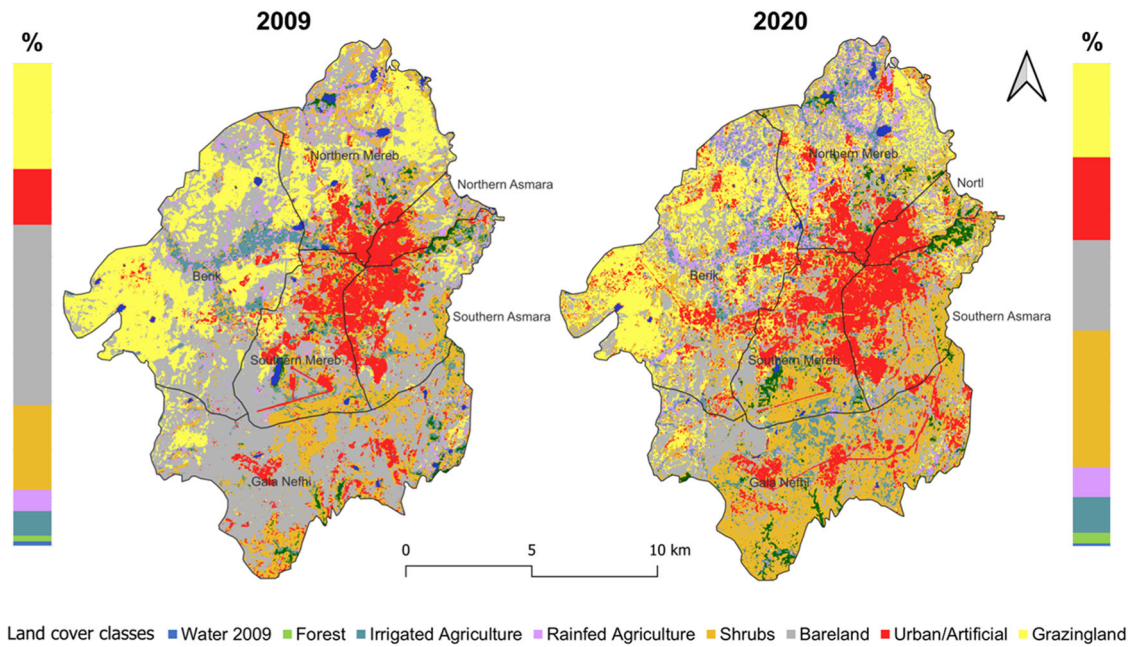 2009
2020
%
%
Northern Mereb
Northern Asmara
Berik
Southern Asmara
Southern Mereb
Gala Nefhi
Northern Mereb
Nortl
Berik
Southern Asmara
Southern Mereb
Gala Nefhi
0 5 10 km
Land cover classes Water 2009 Forest Irrigated Agriculture Rainfed Agriculture Shrubs Bareland Urban/Artificial Grazingland